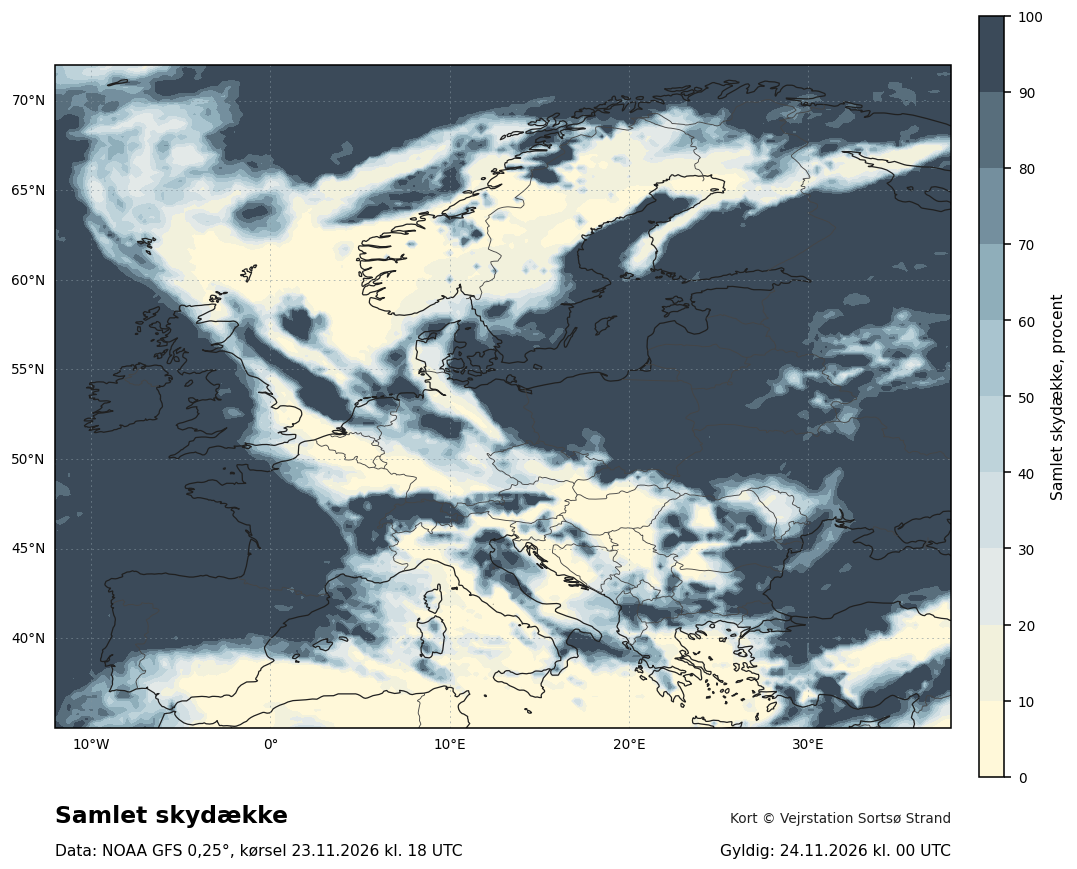 100
90
80
70
60
50
40
30
20
10
0
Samlet skydække, procent
70°N
65°N
60°N
55°N
50°N
45°N
40°N
10°W
0°
10°E
20°E
30°E
Samlet skydække
Kort © Vejrstation Sortsø Strand
Data: NOAA GFS 0,25°, kørsel 23.11.2026 kl. 18 UTC
Gyldig: 24.11.2026 kl. 00 UTC